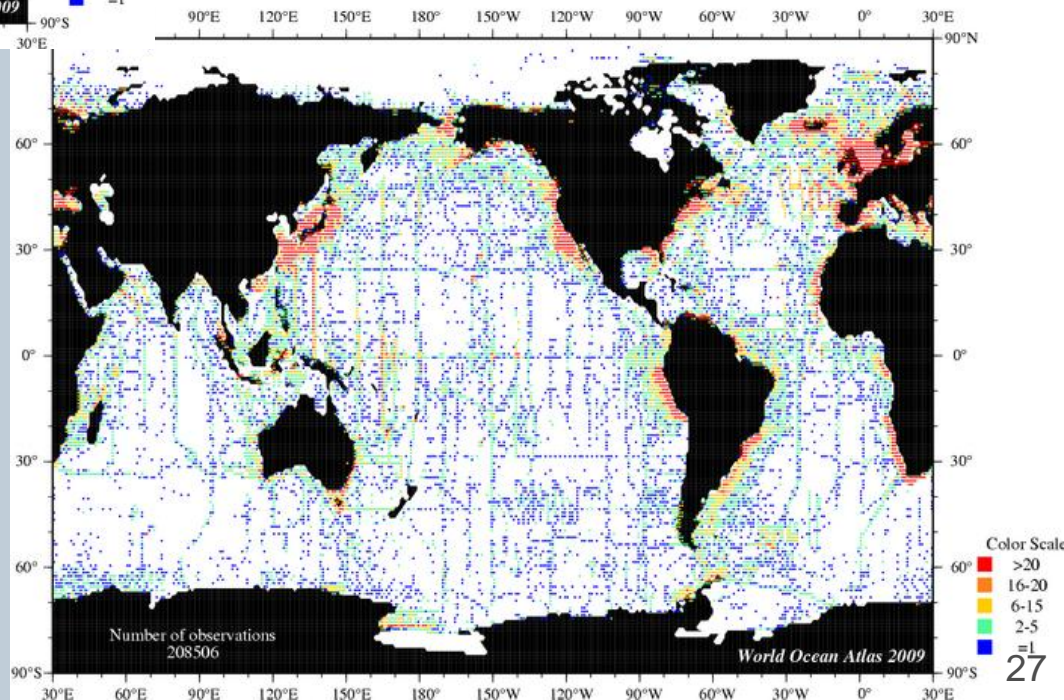 009
=1
90°S
30°E
90°E 120°E 150°E 180° 150°W 120°W 90°W 60°W 0° 30°E
90°N
60° 60°
30° 30°
0° 0°
30° 30°
60° 60°
Color Scale
>20
16-20
6-15
2-5
=1
Number of observations
208506
World Ocean Atlas 2009
90°S 90°S
27
30°E 60°E 90°E 120°E 150°E 180° 150°W 120°W 90°W 60°W 0° 30°E